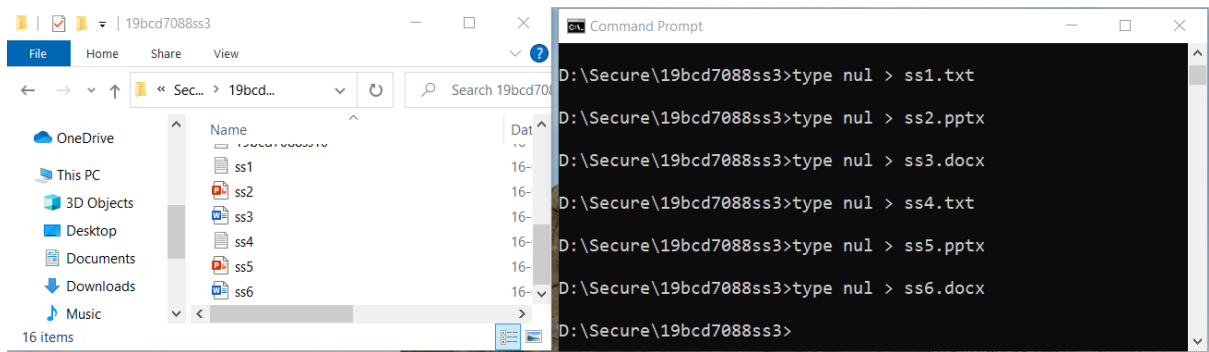 19bcd7088ss3
File Home Share View
« Sec... > 19bcd...
Search 19bcd70
OneDrive
This PC
3D Objects
Desktop
Documents
Downloads
Music
Name Dat
ss1 16-
ss2 16-
ss3 16-
ss4 16-
ss5 16-
ss6 16-
16 items
Command Prompt
D:\Secure\19bcd7088ss3>type nul > ss1.txt
D:\Secure\19bcd7088ss3>type nul > ss2.pptx
D:\Secure\19bcd7088ss3>type nul > ss3.docx
D:\Secure\19bcd7088ss3>type nul > ss4.txt
D:\Secure\19bcd7088ss3>type nul > ss5.pptx
D:\Secure\19bcd7088ss3>type nul > ss6.docx
D:\Secure\19bcd7088ss3>